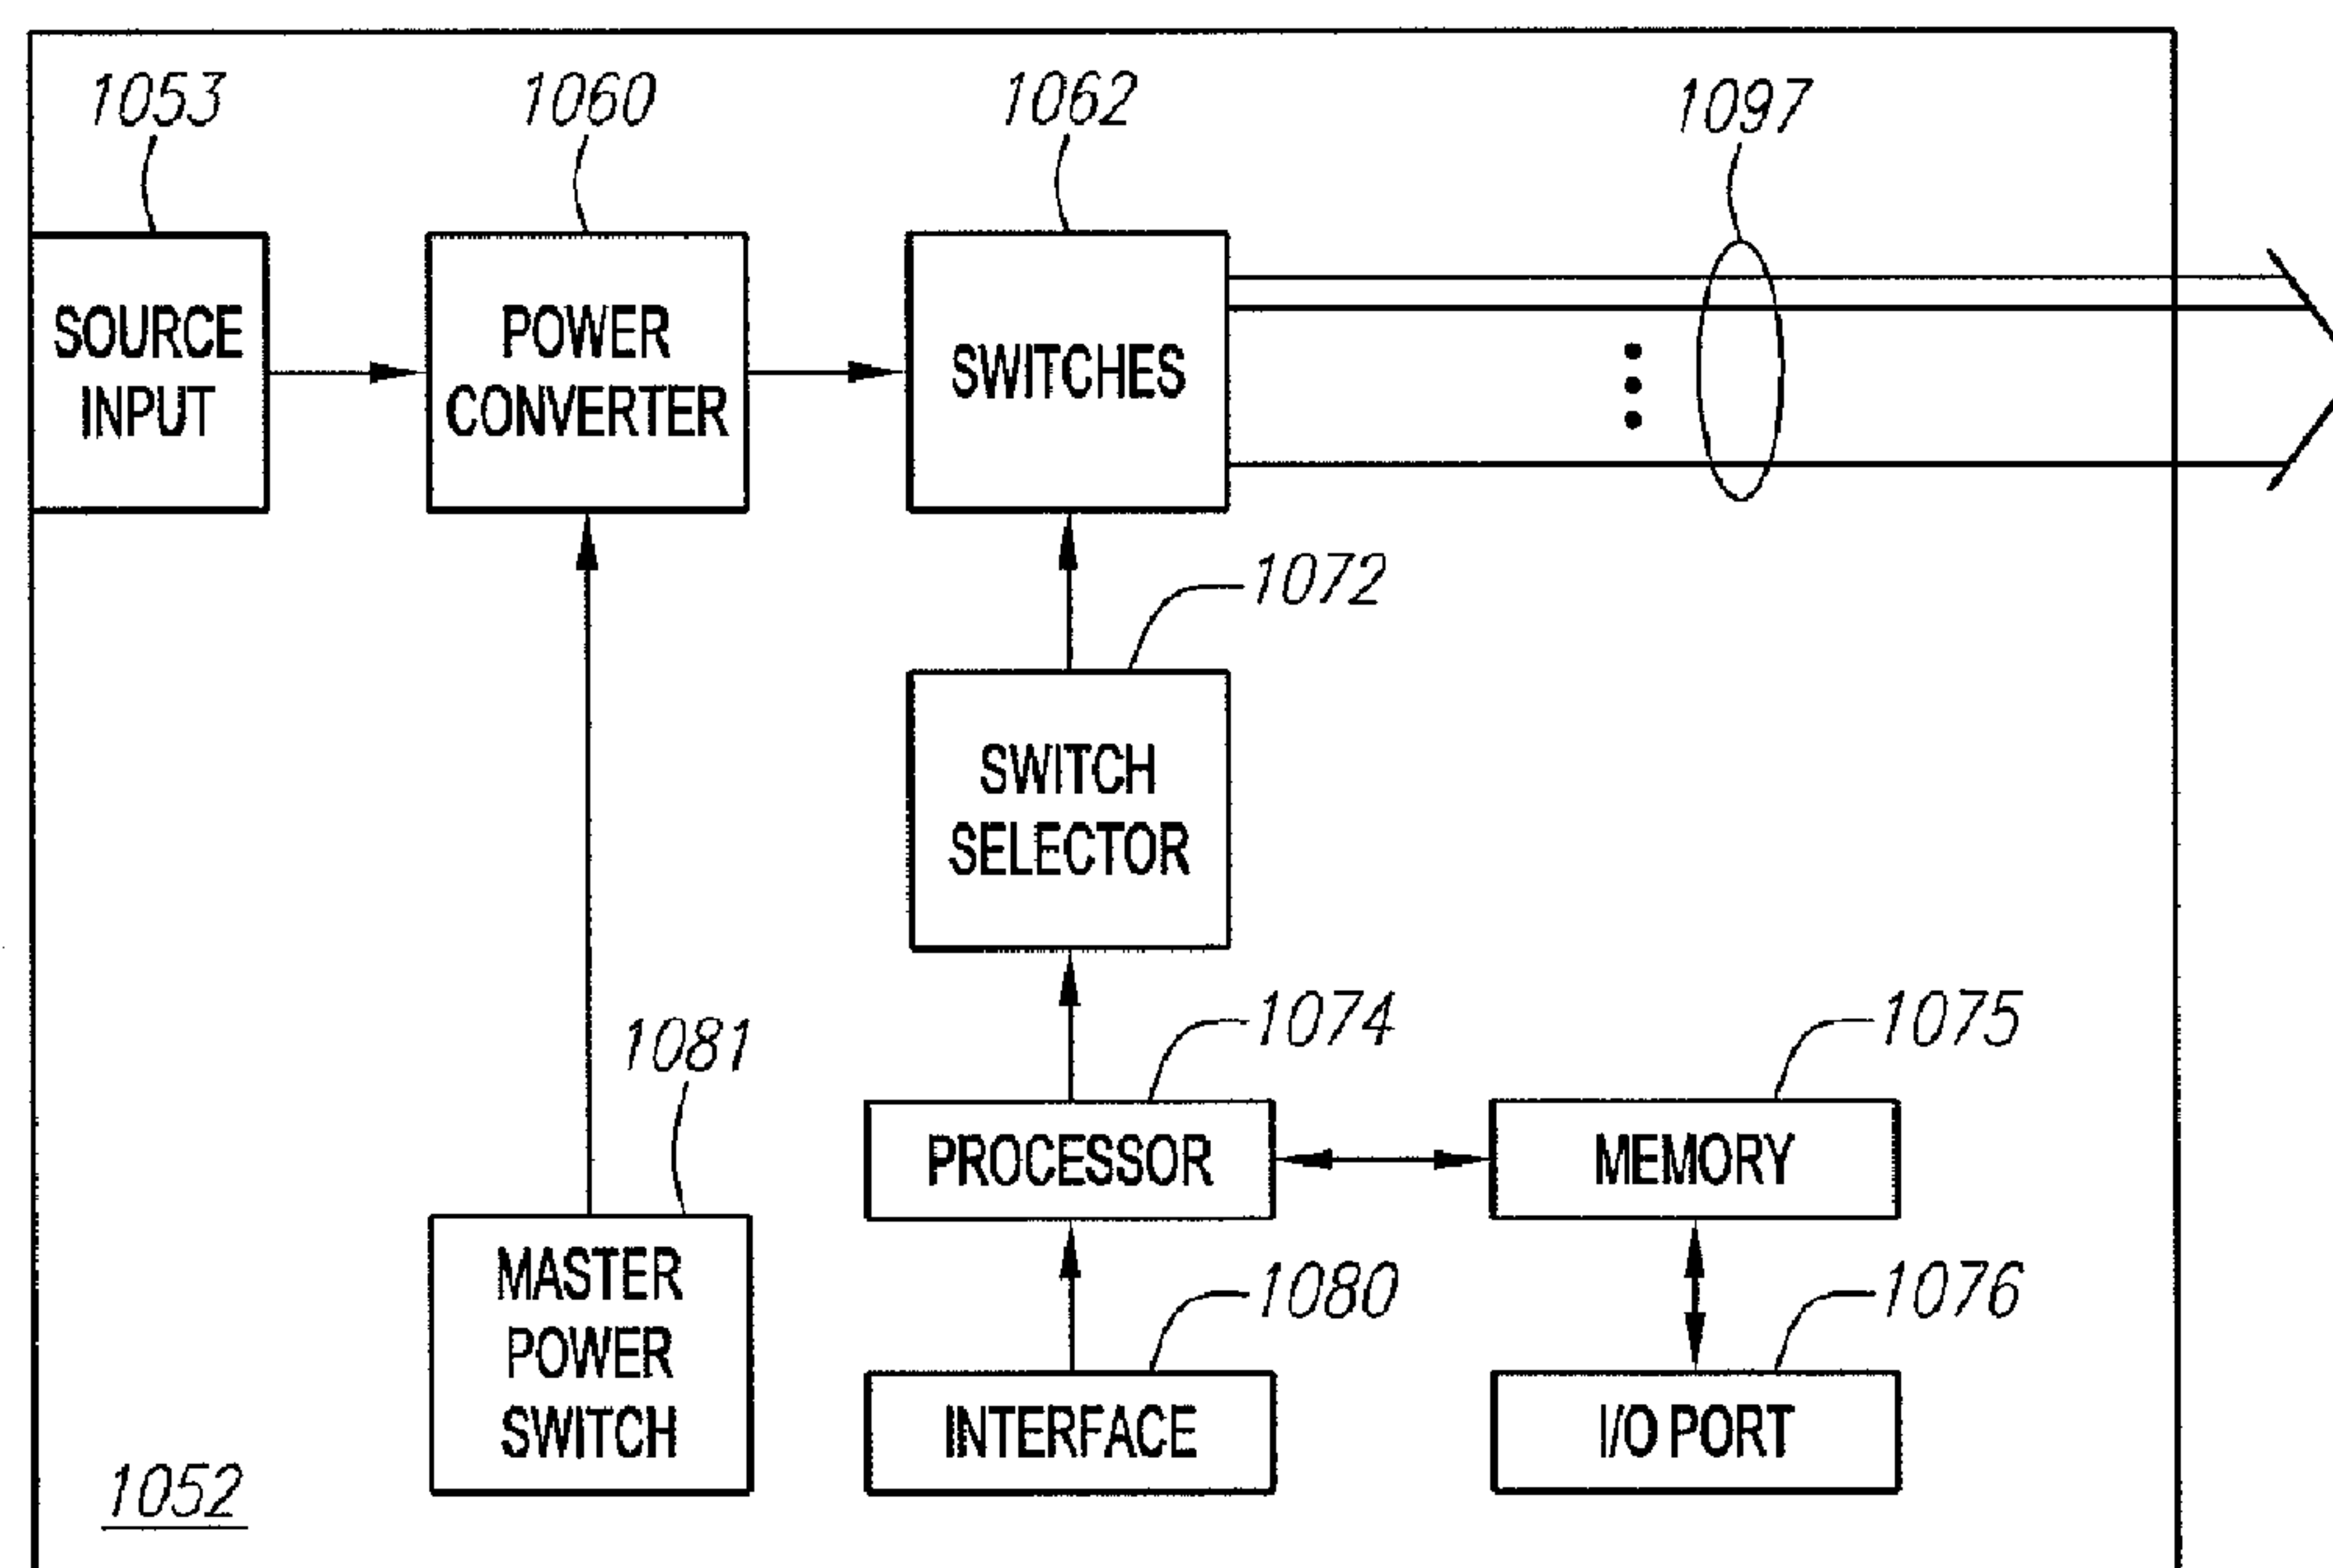 1053
1060
1062
1097
SOURCE
INPUT
POWER
CONVERTER
SWITCHES
1072
SWITCH
SELECTOR
1081
1074
1075
PROCESSOR
MEMORY
MASTER
POWER
SWITCH
1080
1076
INTERFACE
I/O PORT
1052